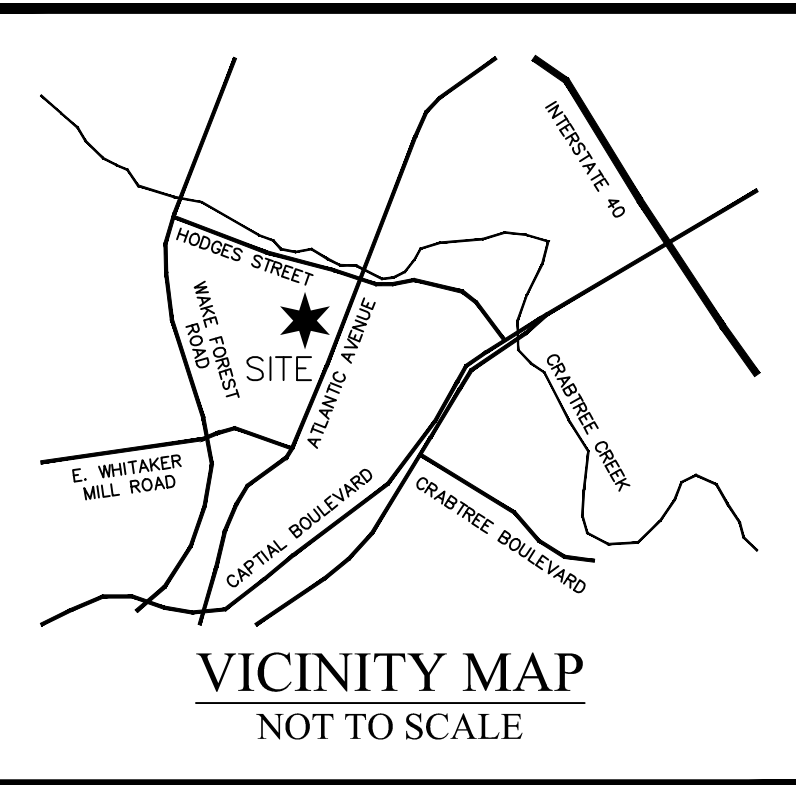 INTERSTATE 40
HODGES STREET
WAKE FOREST
ROAD
SITE
ATLANTIC AVENUE
CRABTREE CREEK
E. WHITAKER
MILL ROAD
CAPTIAL BOULEVARD
CRABTREE BOULEVARD
VICINITY MAP
NOT TO SCALE